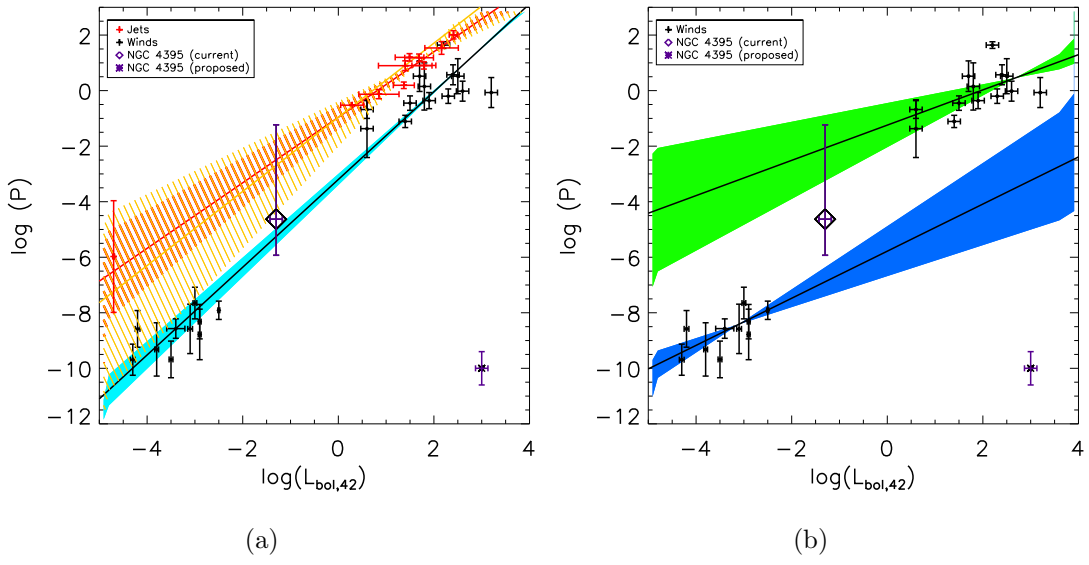 Jets
Winds
NGC 4395 (current)
NGC 4395 (proposed)
log (P)
2
0
−2
−4
−6
−8
−10
−12
−4
−2
0
2
4
log(L_bol,42)
(a)
Winds
NGC 4395 (current)
NGC 4395 (proposed)
log (P)
2
0
−2
−4
−6
−8
−10
−12
−4
−2
0
2
4
log(L_bol,42)
(b)